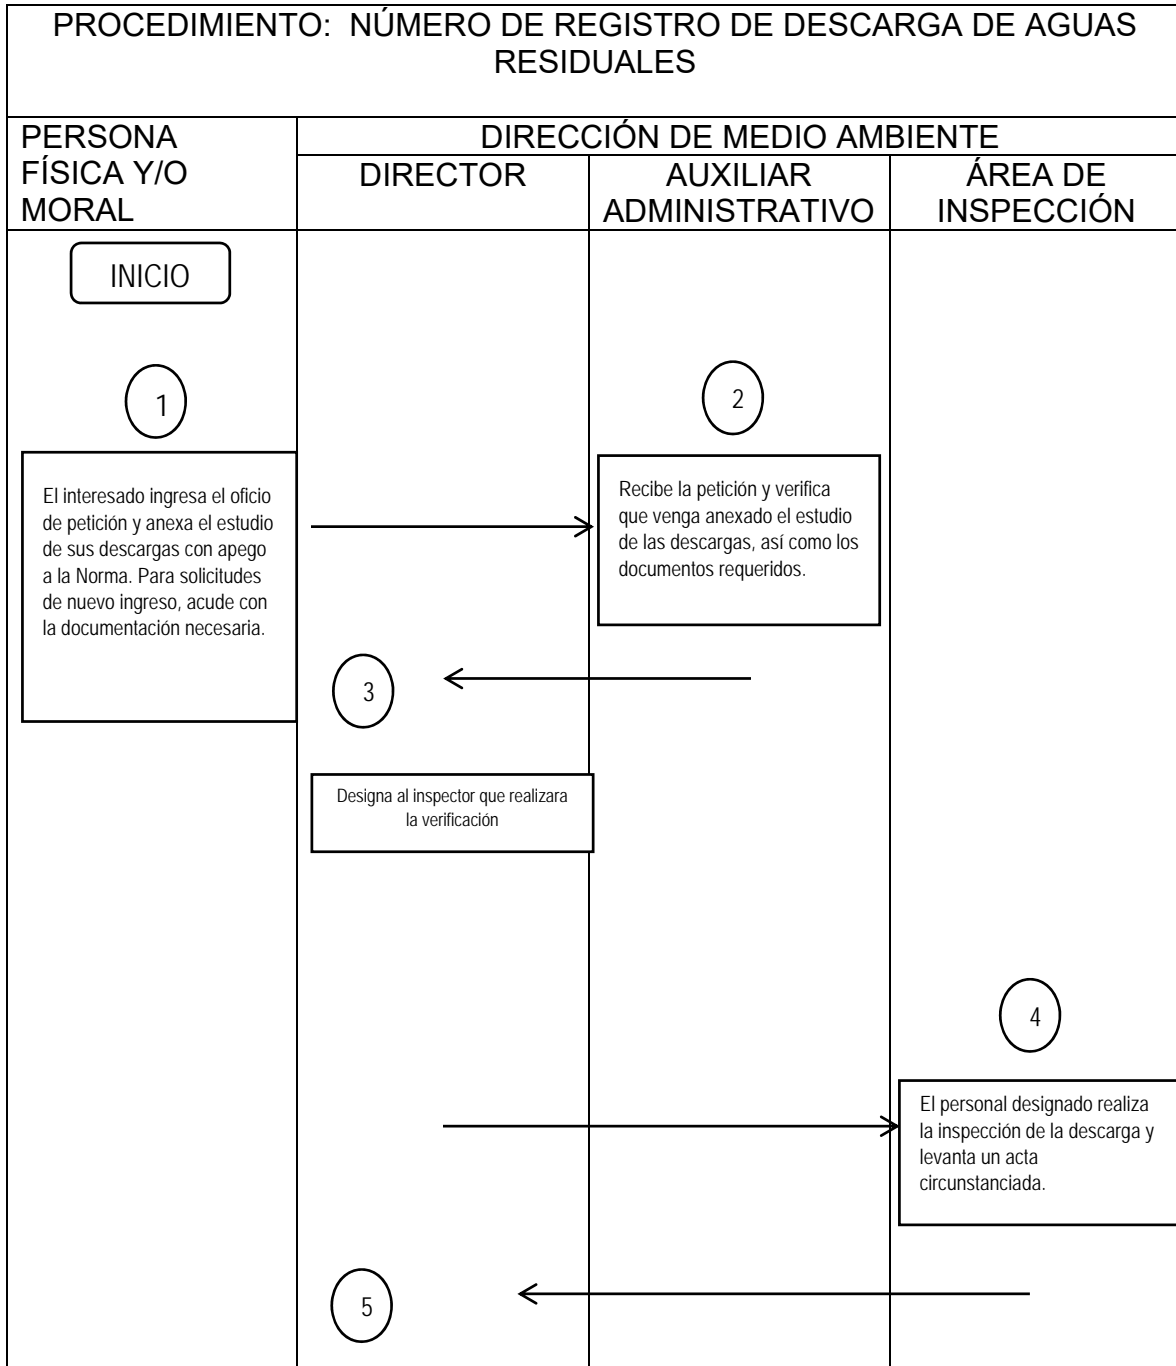 PROCEDIMIENTO: NÚMERO DE REGISTRO DE DESCARGA DE AGUAS
RESIDUALES
PERSONA
FÍSICA Y/O
MORAL
DIRECCIÓN DE MEDIO AMBIENTE
DIRECTOR
AUXILIAR
ADMINISTRATIVO
ÁREA DE
INSPECCIÓN
INICIO
1
El interesado ingresa el oficio
de petición y anexa el estudio
de sus descargas con apego
a la Norma. Para solicitudes
de nuevo ingreso, acude con
la documentación necesaria.
2
Recibe la petición y verifica
que venga anexado el estudio
de las descargas, así como los
documentos requeridos.
3
Designa al inspector que realizara
la verificación
4
El personal designado realiza
la inspección de la descarga y
levanta un acta
circunstanciada.
5